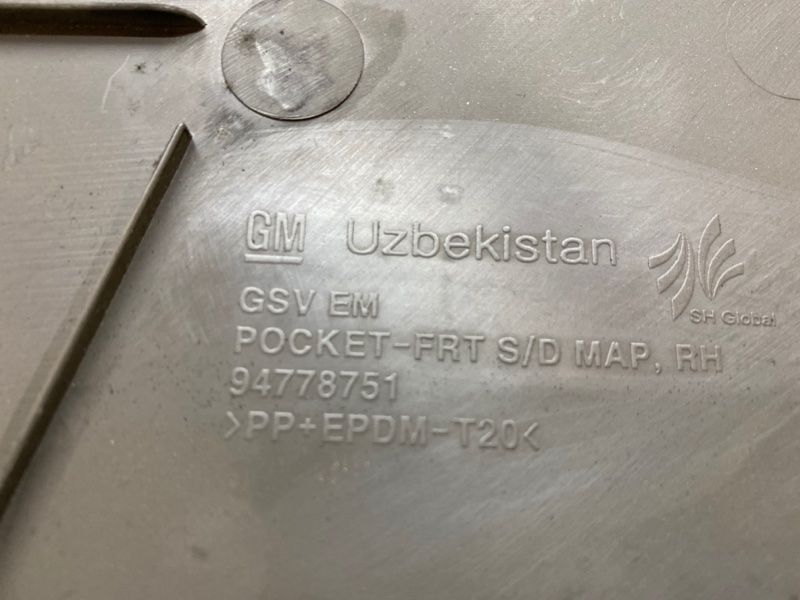 GM Uzbekistan
SH Global
GSV EM
POCKET-FRT S/D MAP, RH
94778751
>PP+EPDM-T20<